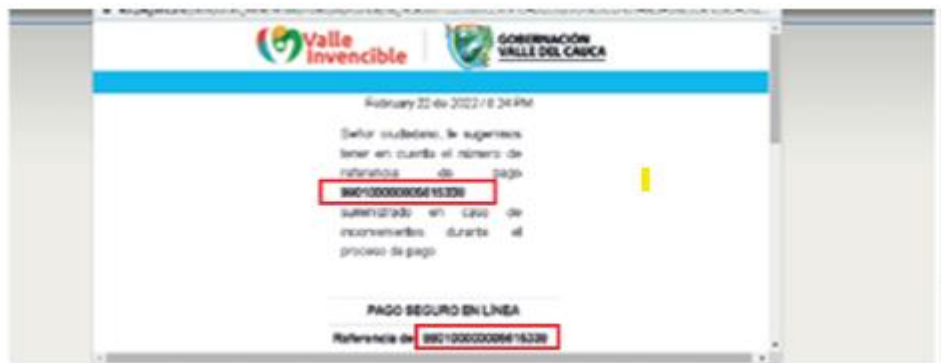 Valle
Invencible
GOBERNACIÓN
VALLE DEL CAUCA
February 22 de 2022 / 8:24 PM
Señor ciudadano, le sugerimos
tener en cuenta el número de
referencia de pago
suministrado en caso de
inconvenientes durante el
proceso de pago
PAGO SEGURO EN LÍNEA
Referencia de